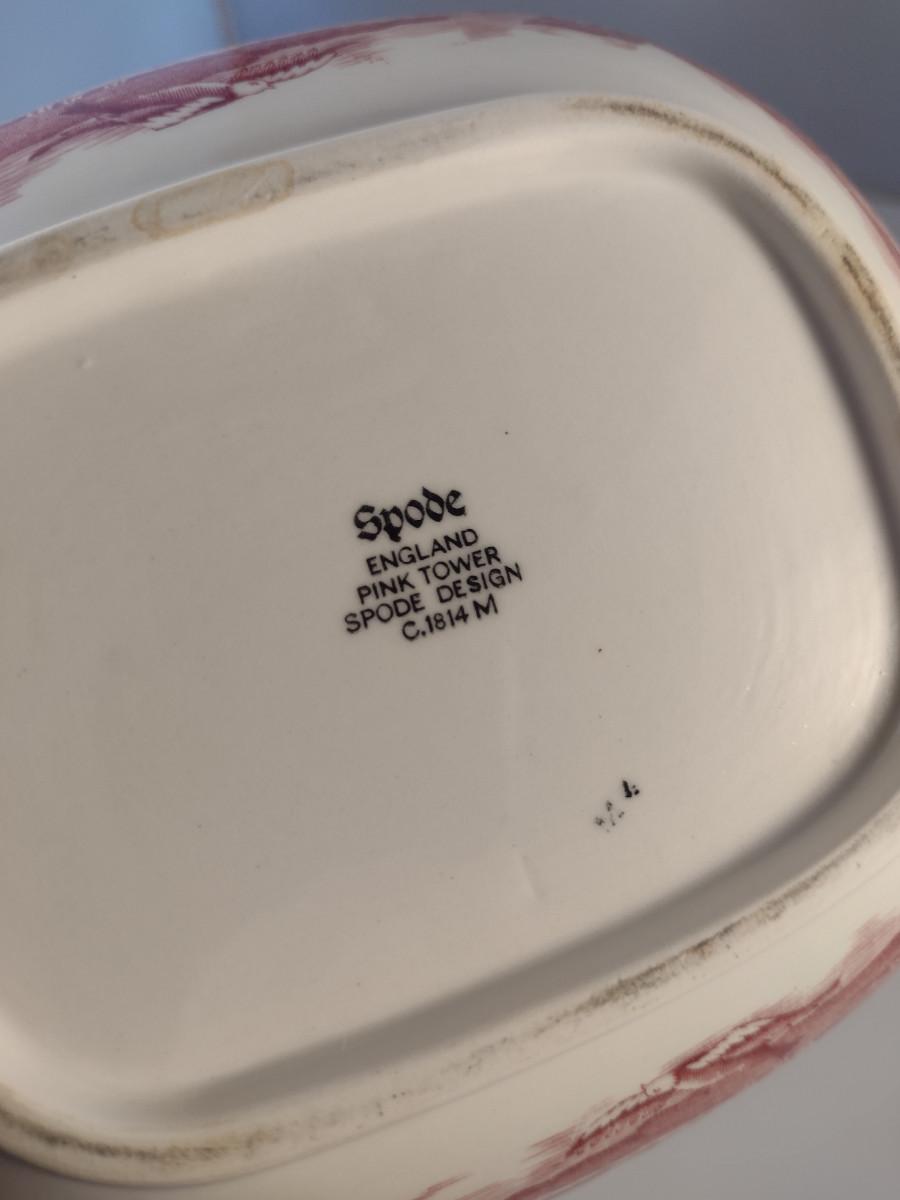 Spode
ENGLAND
PINK TOWER
SPODE DESIGN
C.1814 M